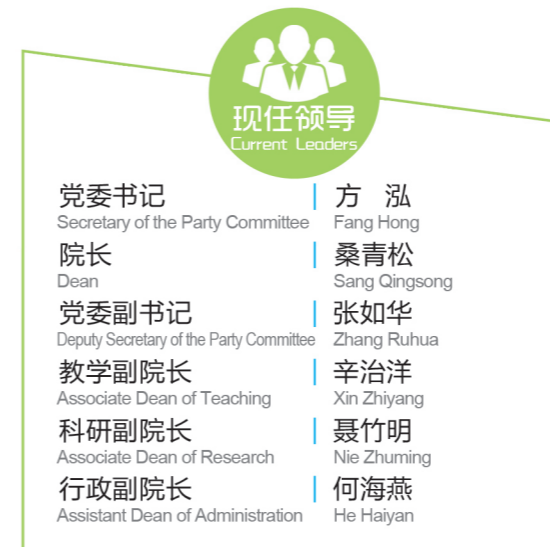 现任领导
Current Leaders
党委书记 方 泓
Secretary of the Party Committee Fang Hong
院长 桑青松
Dean Sang Qingsong
党委副书记 张如华
Deputy Secretary of the Party Committee Zhang Ruhua
教学副院长 辛治洋
Associate Dean of Teaching Xin Zhiyang
科研副院长 聂竹明
Associate Dean of Research Nie Zhuming
行政副院长 何海燕
Assistant Dean of Administration He Haiyan